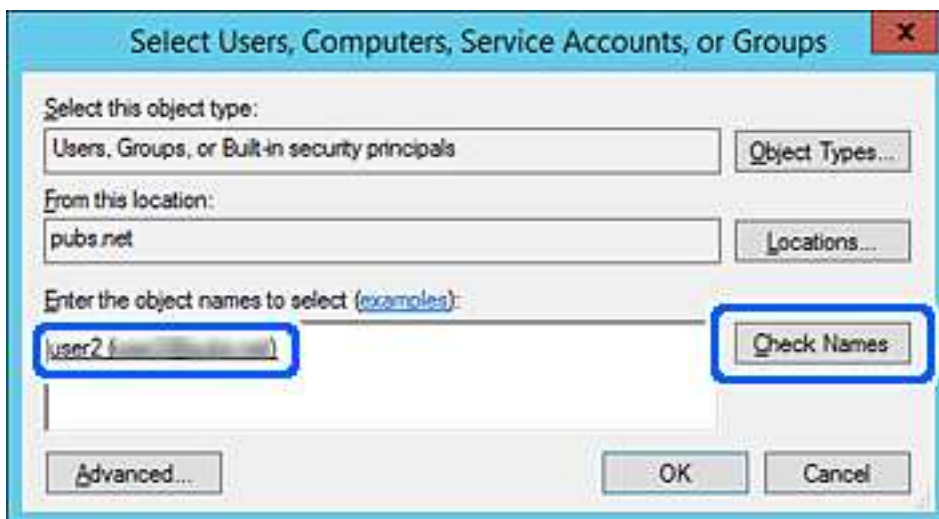 Select Users, Computers, Service Accounts, or Groups
x
Select this object type:
Users, Groups, or Built-in security principals
Object Types...
From this location:
pubs.net
Locations...
Enter the object names to select (examples):
user2 (
)
Check Names
Advanced...
OK
Cancel